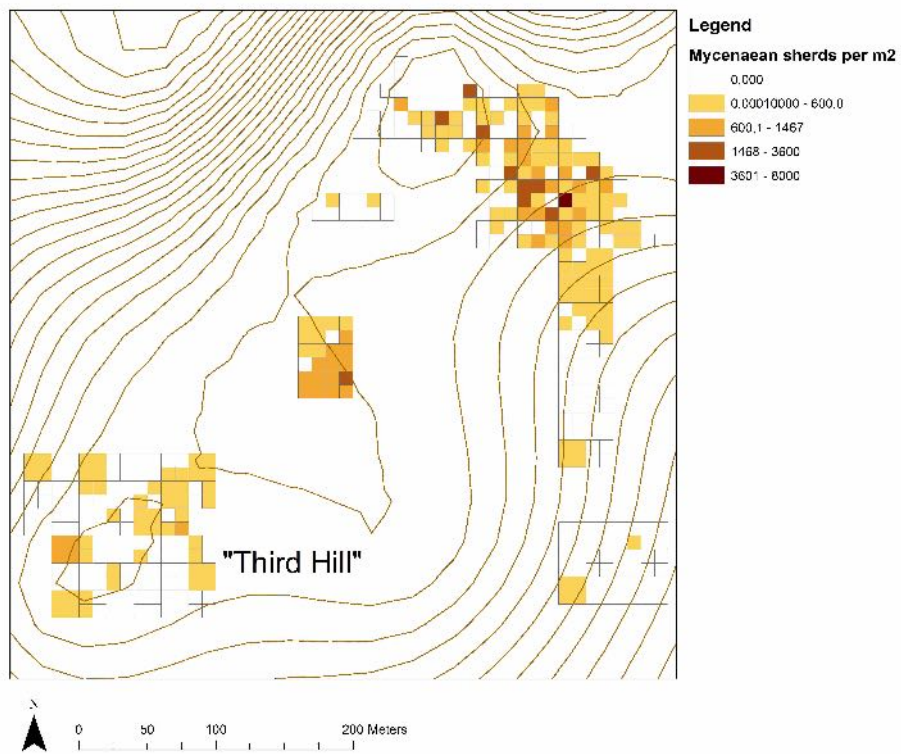 Legend
Mycenaean sherds per m2
0.000
0.00010000 - 600.0
600.1 - 1467
1468 - 3600
3601 - 8000
"Third Hill"
N
0 50 100 200 Meters